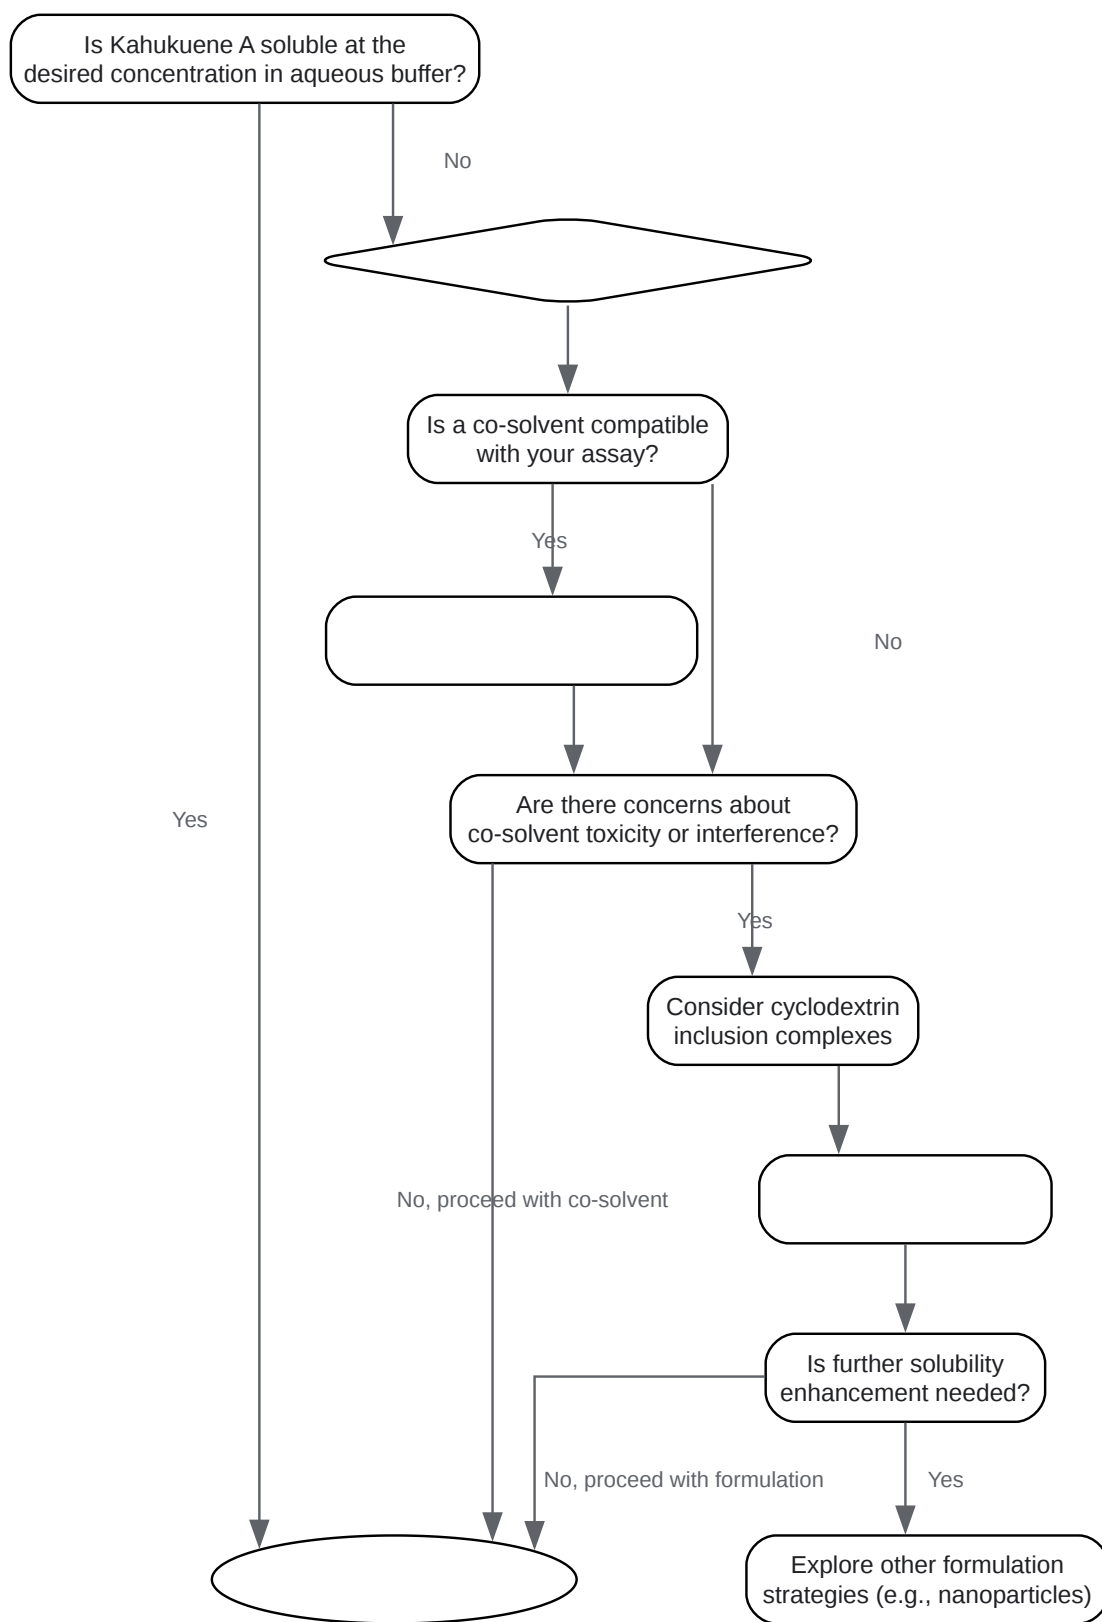 Is Kahukuene A soluble at the
desired concentration in aqueous buffer?
No
Is a co-solvent compatible
with your assay?
Yes
No
Are there concerns about
co-solvent toxicity or interference?
Yes
Yes
Consider cyclodextrin
inclusion complexes
No, proceed with co-solvent
Is further solubility
enhancement needed?
No, proceed with formulation
Yes
Explore other formulation
strategies (e.g., nanoparticles)